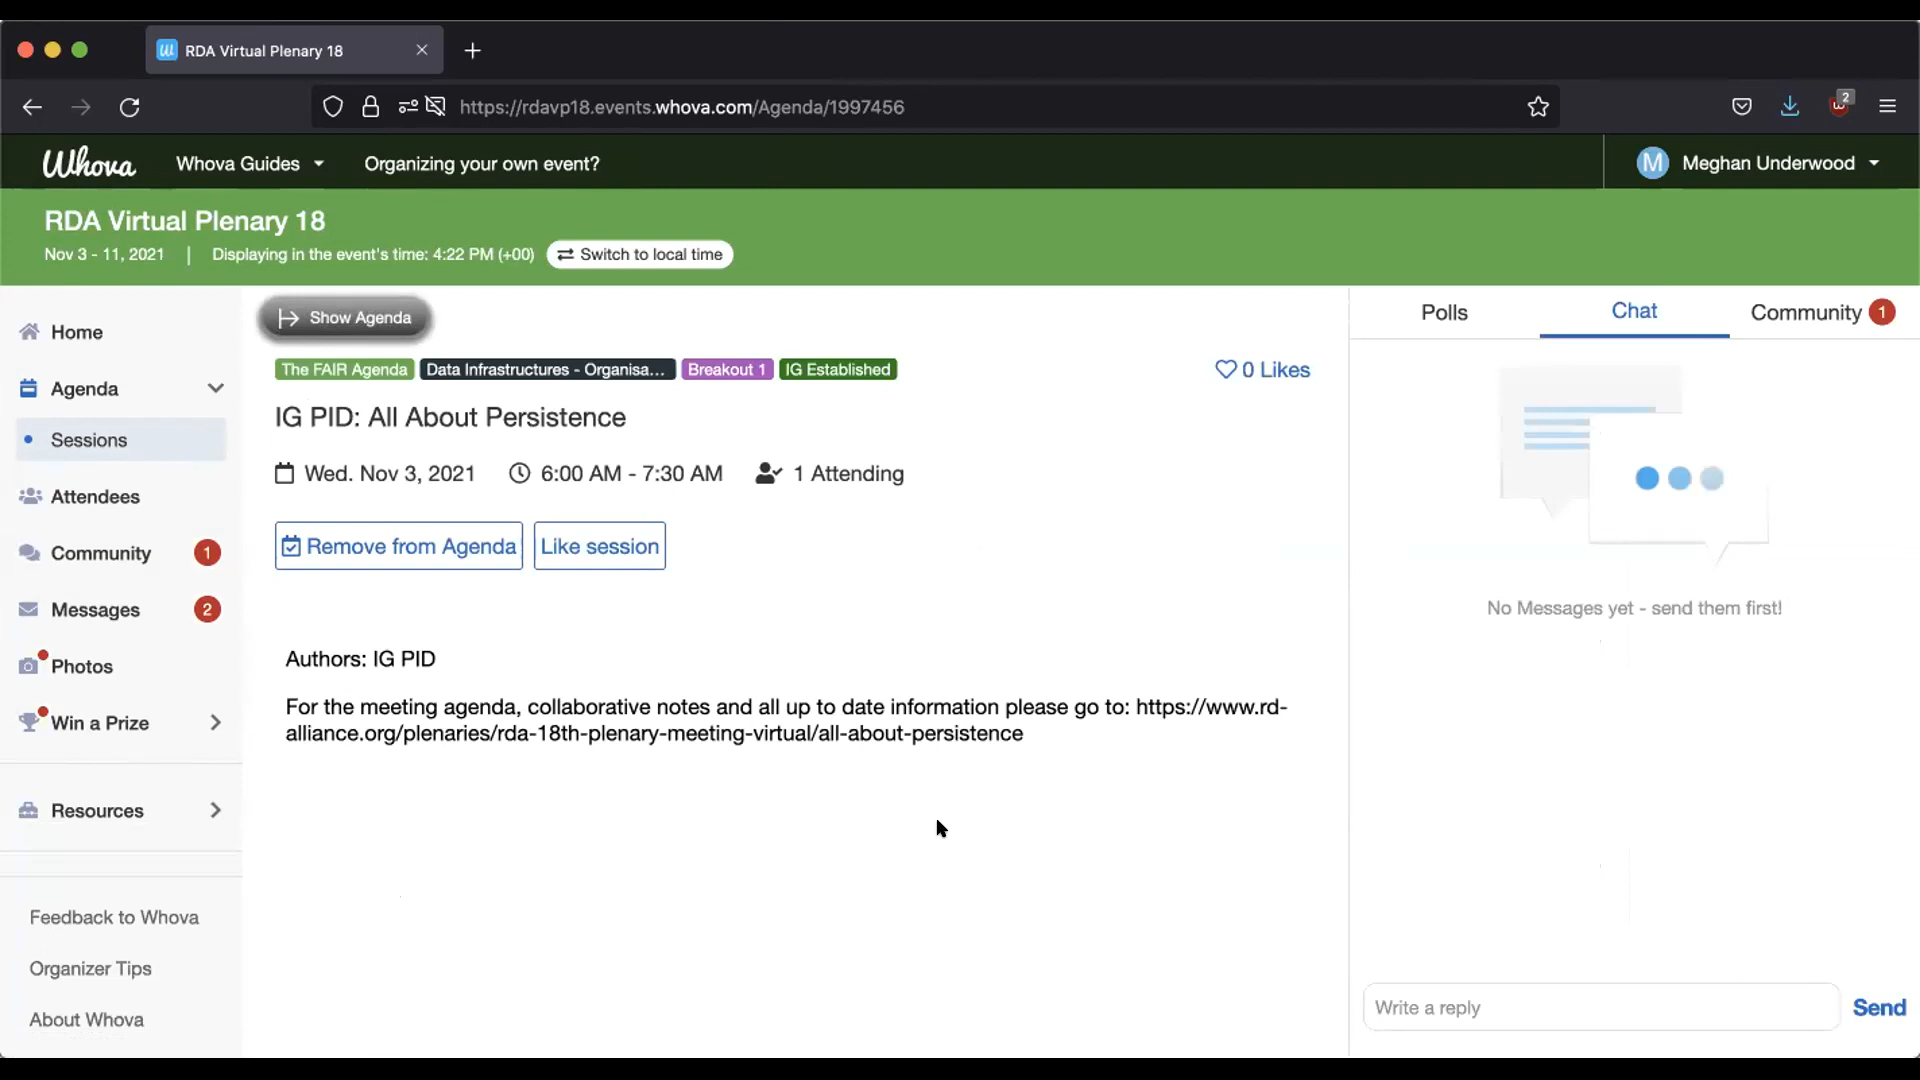 RDA Virtual Plenary 18
https://rdavp18.events.whova.com/Agenda/1997456
2
Whova
Whova Guides
Organizing your own event?
M
Meghan Underwood
RDA Virtual Plenary 18
Nov 3 - 11, 2021 | Displaying in the event's time: 4:22 PM (+00)
Switch to local time
Home
Agenda
Sessions
Attendees
Community 1
Messages 2
Photos
Win a Prize
Resources
Feedback to Whova
Organizer Tips
About Whova
Show Agenda
The FAIR Agenda
Data Infrastructures - Organisa...
Breakout 1
IG Established
0 Likes
IG PID: All About Persistence
Wed. Nov 3, 2021
6:00 AM - 7:30 AM
1 Attending
Remove from Agenda
Like session
Authors: IG PID
For the meeting agenda, collaborative notes and all up to date information please go to: https://www.rd-
alliance.org/plenaries/rda-18th-plenary-meeting-virtual/all-about-persistence
Polls
Chat
Community 1
No Messages yet - send them first!
Write a reply
Send